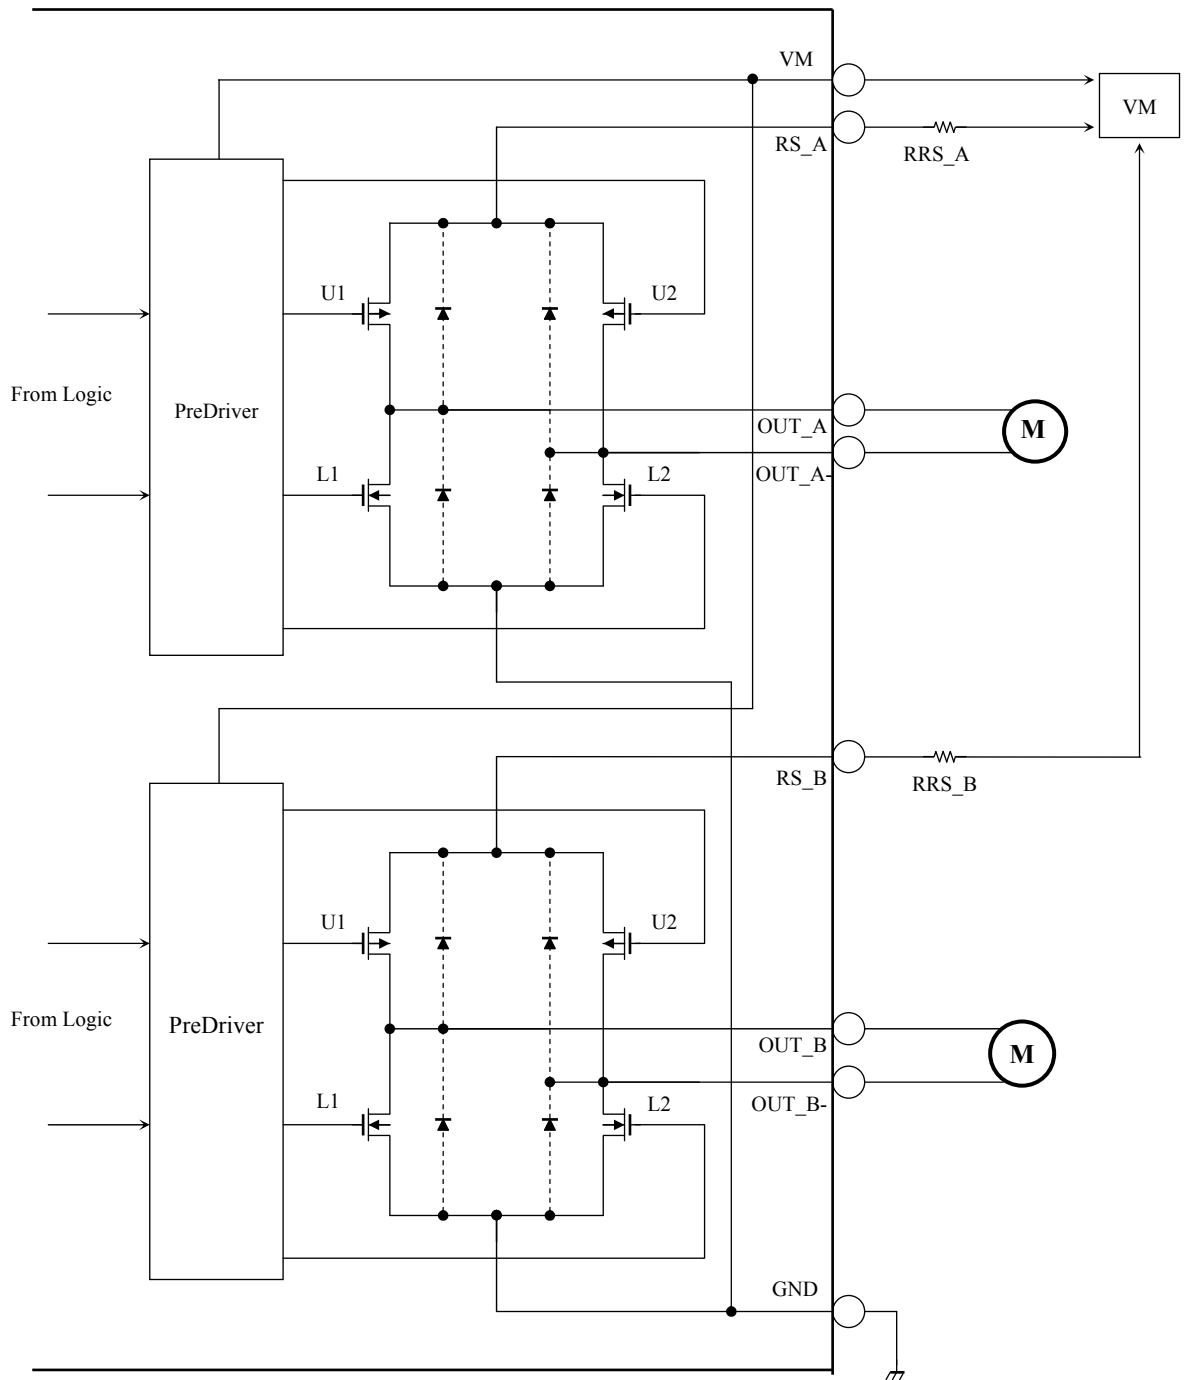 VM
VM
RS_A
RRS_A
U1
U2
From Logic
PreDriver
OUT_A
M
L1
L2
OUT_A-
RS_B
RRS_B
U1
U2
From Logic
PreDriver
OUT_B
M
L1
L2
OUT_B-
GND